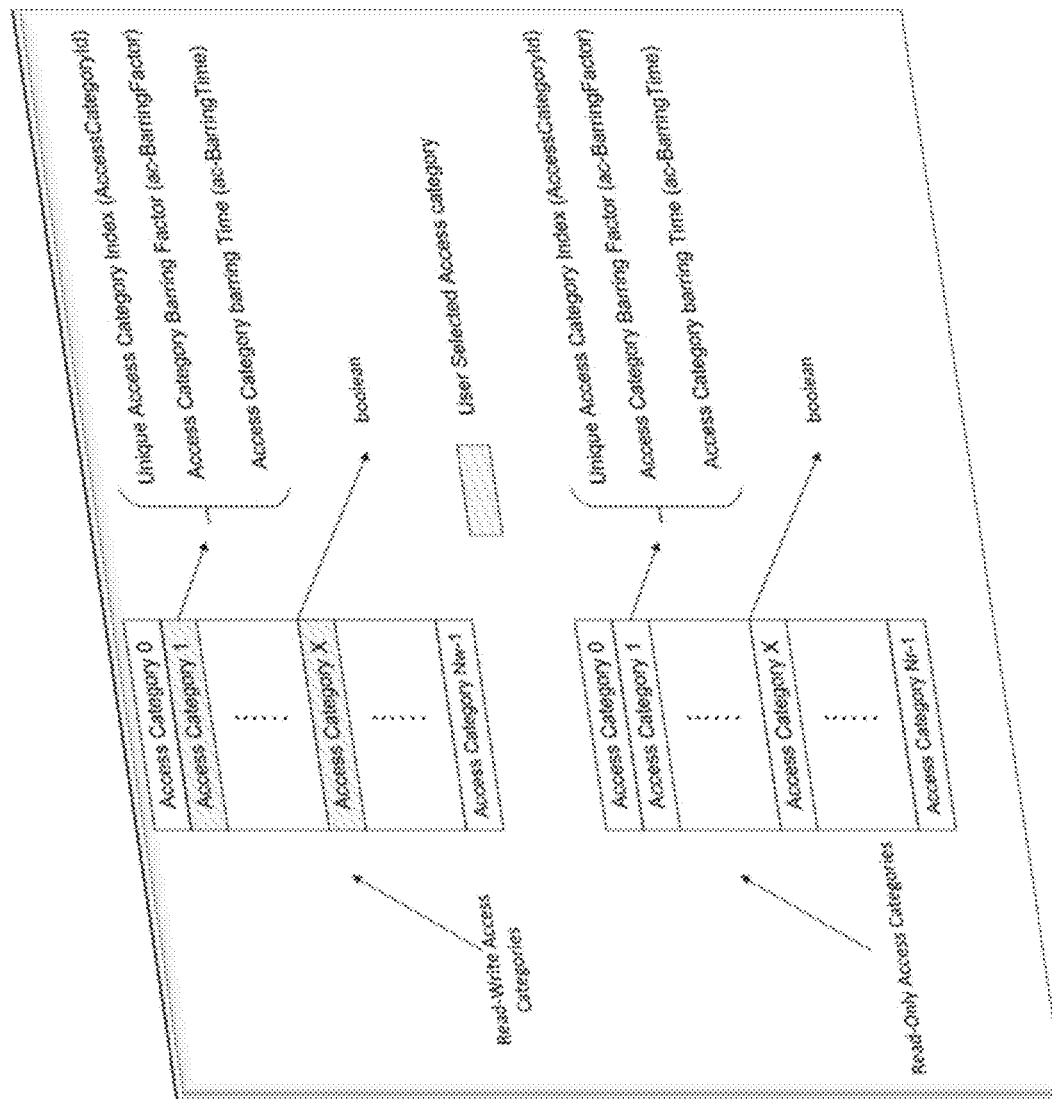 Access Category 0
Access Category 1
......
Access Category X
......
Access Category Nw-1
Unique Access Category Index (AccessCategoryId)
Access Category Barring Factor (ac-BarringFactor)
Access Category barring Time (ac-BarringTime)
boolean
Read-Write Access
Categories
User Selected Access category
Access Category 0
Access Category 1
......
Access Category X
......
Access Category Nr-1
Unique Access Category Index (AccessCategoryId)
Access Category Barring Factor (ac-BarringFactor)
Access Category barring Time (ac-BarringTime)
boolean
Read-Only Access Categories